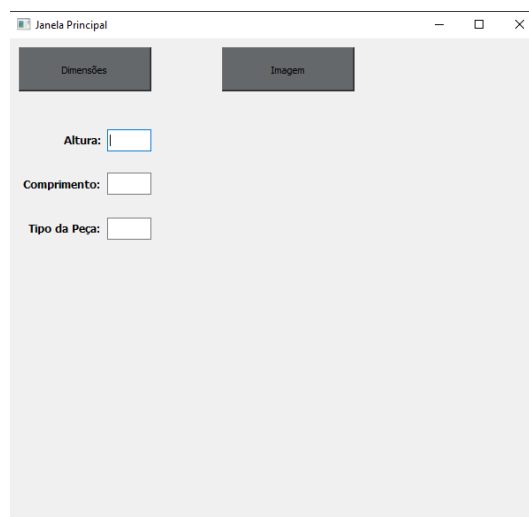 Janela Principal
Dimensões
Imagem
Altura:
Comprimento:
Tipo da Peça: